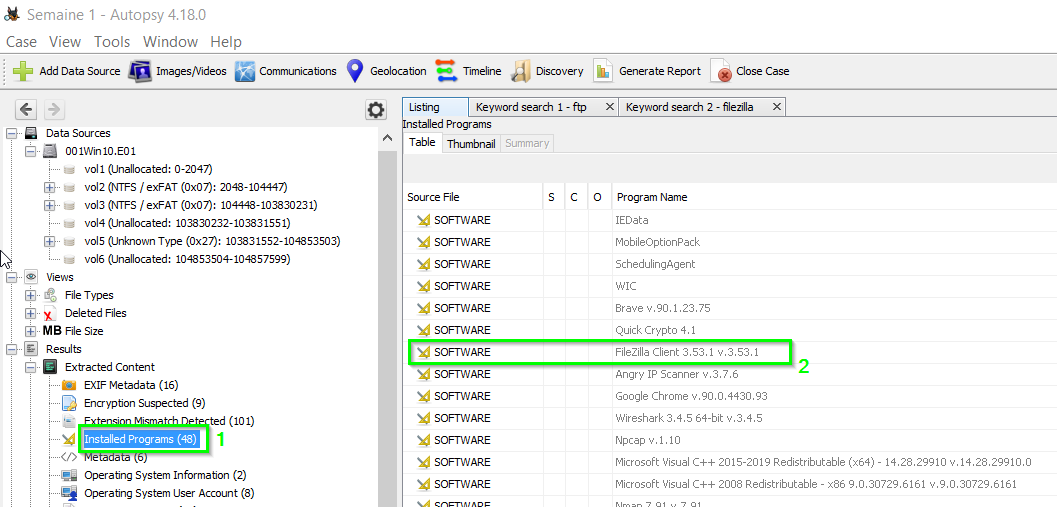 Semaine 1 - Autopsy 4.18.0
Case View Tools Window Help
Add Data Source Images/Videos Communications Geolocation Timeline Discovery Generate Report Close Case
Data Sources
001Win10.E01
vol1 (Unallocated: 0-2047)
vol2 (NTFS / exFAT (0x07): 2048-104447)
vol3 (NTFS / exFAT (0x07): 104448-103830231)
vol4 (Unallocated: 103830232-103831551)
vol5 (Unknown Type (0x27): 103831552-104853503)
vol6 (Unallocated: 104853504-104857599)
Views
File Types
Deleted Files
MB File Size
Results
Extracted Content
EXIF Metadata (16)
Encryption Suspected (9)
Extension Mismatch Detected (101)
Installed Programs (48) 1
Metadata (6)
Operating System Information (2)
Operating System User Account (8)
Listing Keyword search 1 - ftp Keyword search 2 - filezilla
Installed Programs
Table Thumbnail Summary
Source File S C O Program Name
SOFTWARE IEData
SOFTWARE MobileOptionPack
SOFTWARE SchedulingAgent
SOFTWARE WIC
SOFTWARE Brave v.90.1.23.75
SOFTWARE Quick Crypto 4.1
SOFTWARE FileZilla Client 3.53.1 v.3.53.1 2
SOFTWARE Angry IP Scanner v.3.7.6
SOFTWARE Google Chrome v.90.0.4430.93
SOFTWARE Wireshark 3.4.5 64-bit v.3.4.5
SOFTWARE Npcap v.1.10
SOFTWARE Microsoft Visual C++ 2015-2019 Redistributable (x64) - 14.28.29910 v.14.28.29910.0
SOFTWARE Microsoft Visual C++ 2008 Redistributable - x86 9.0.30729.6161 v.9.0.30729.6161
SOFTWARE Nmap 7.91 v.7.91